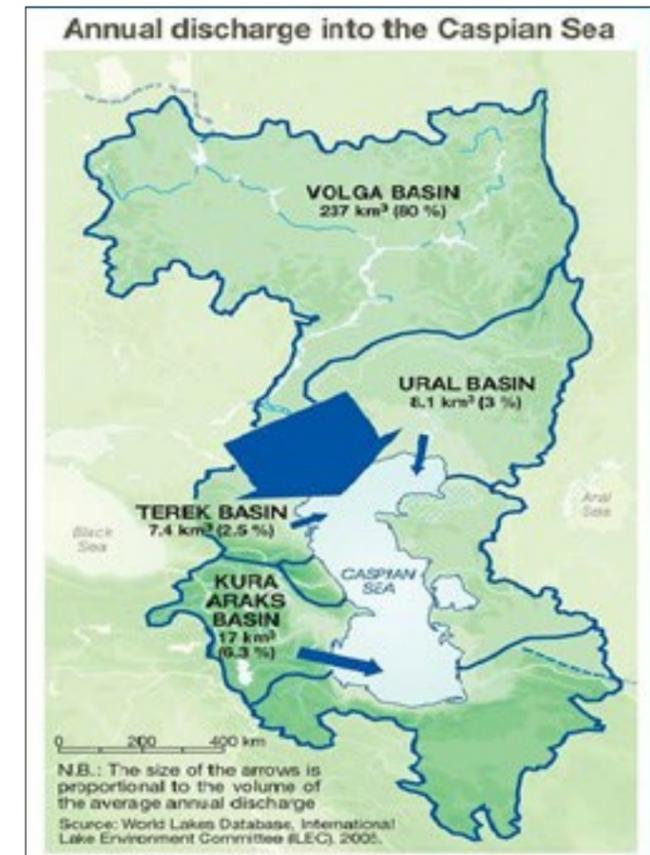 Annual discharge into the Caspian Sea
VOLGA BASIN
237 km³ (80 %)
URAL BASIN
8.1 km³ (3 %)
TEREK BASIN
7.4 km³ (2.5 %)
Black
Sea
Aral
Sea
CASPIAN
SEA
KURA
ARAKS
BASIN
17 km³
(6.3 %)
0 200 400 km
N.B.: The size of the arrows is
proportional to the volume of
the average annual discharge
Source: World Lakes Database, International
Lake Environment Committee (ILEC), 2005.